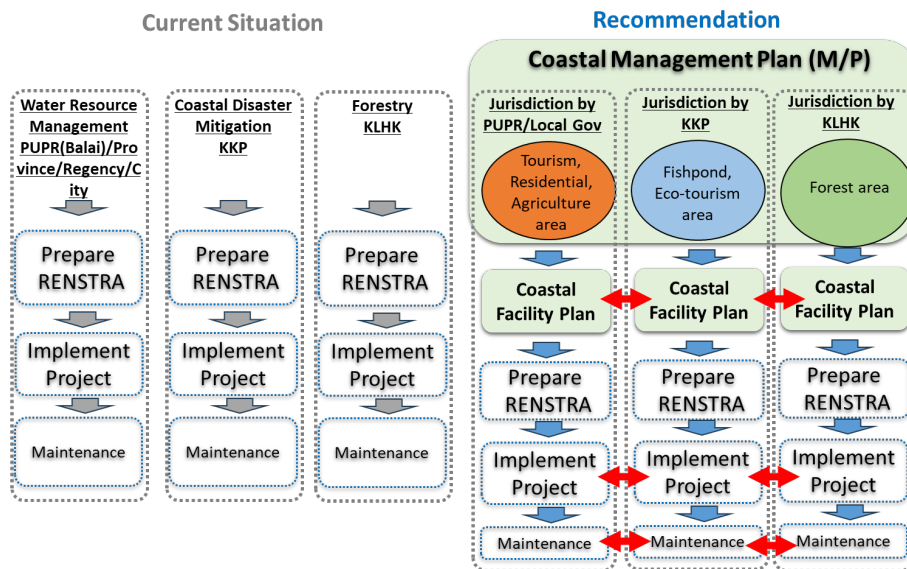 Current Situation
Water Resource
Management
PUPR(Balai)/Pro
vince/Regency/C
ity
Prepare
RENSTRA
Implement
Project
Maintenance
Coastal Disaster
Mitigation
KKP
Prepare
RENSTRA
Implement
Project
Maintenance
Forestry
KLHK
Prepare
RENSTRA
Implement
Project
Maintenance
Recommendation
Coastal Management Plan (M/P)
Jurisdiction by
PUPR/Local Gov
Tourism,
Residential,
Agriculture
area
Coastal
Facility Plan
Prepare
RENSTRA
Implement
Project
Maintenance
Jurisdiction by
KKP
Fishpond,
Eco-tourism
area
Coastal
Facility Plan
Prepare
RENSTRA
Implement
Project
Maintenance
Jurisdiction by
KLHK
Forest area
Coastal
Facility Plan
Prepare
RENSTRA
Implement
Project
Maintenance